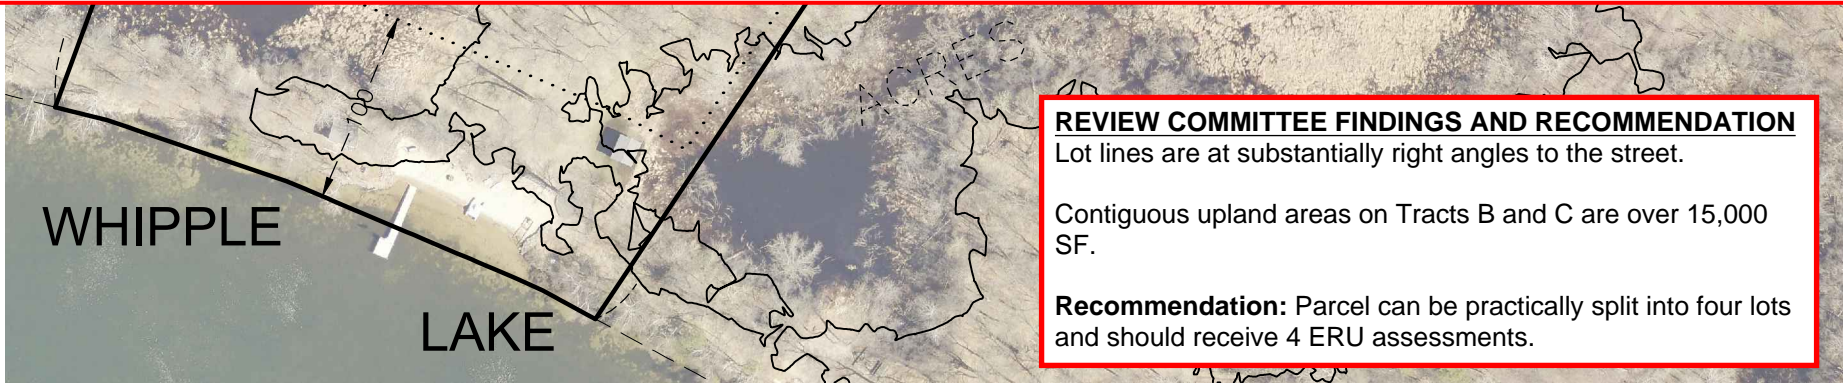 ACRES
100
WHIPPLE
LAKE
REVIEW COMMITTEE FINDINGS AND RECOMMENDATION
Lot lines are at substantially right angles to the street.
Contiguous upland areas on Tracts B and C are over 15,000
SF.
Recommendation: Parcel can be practically split into four lots
and should receive 4 ERU assessments.